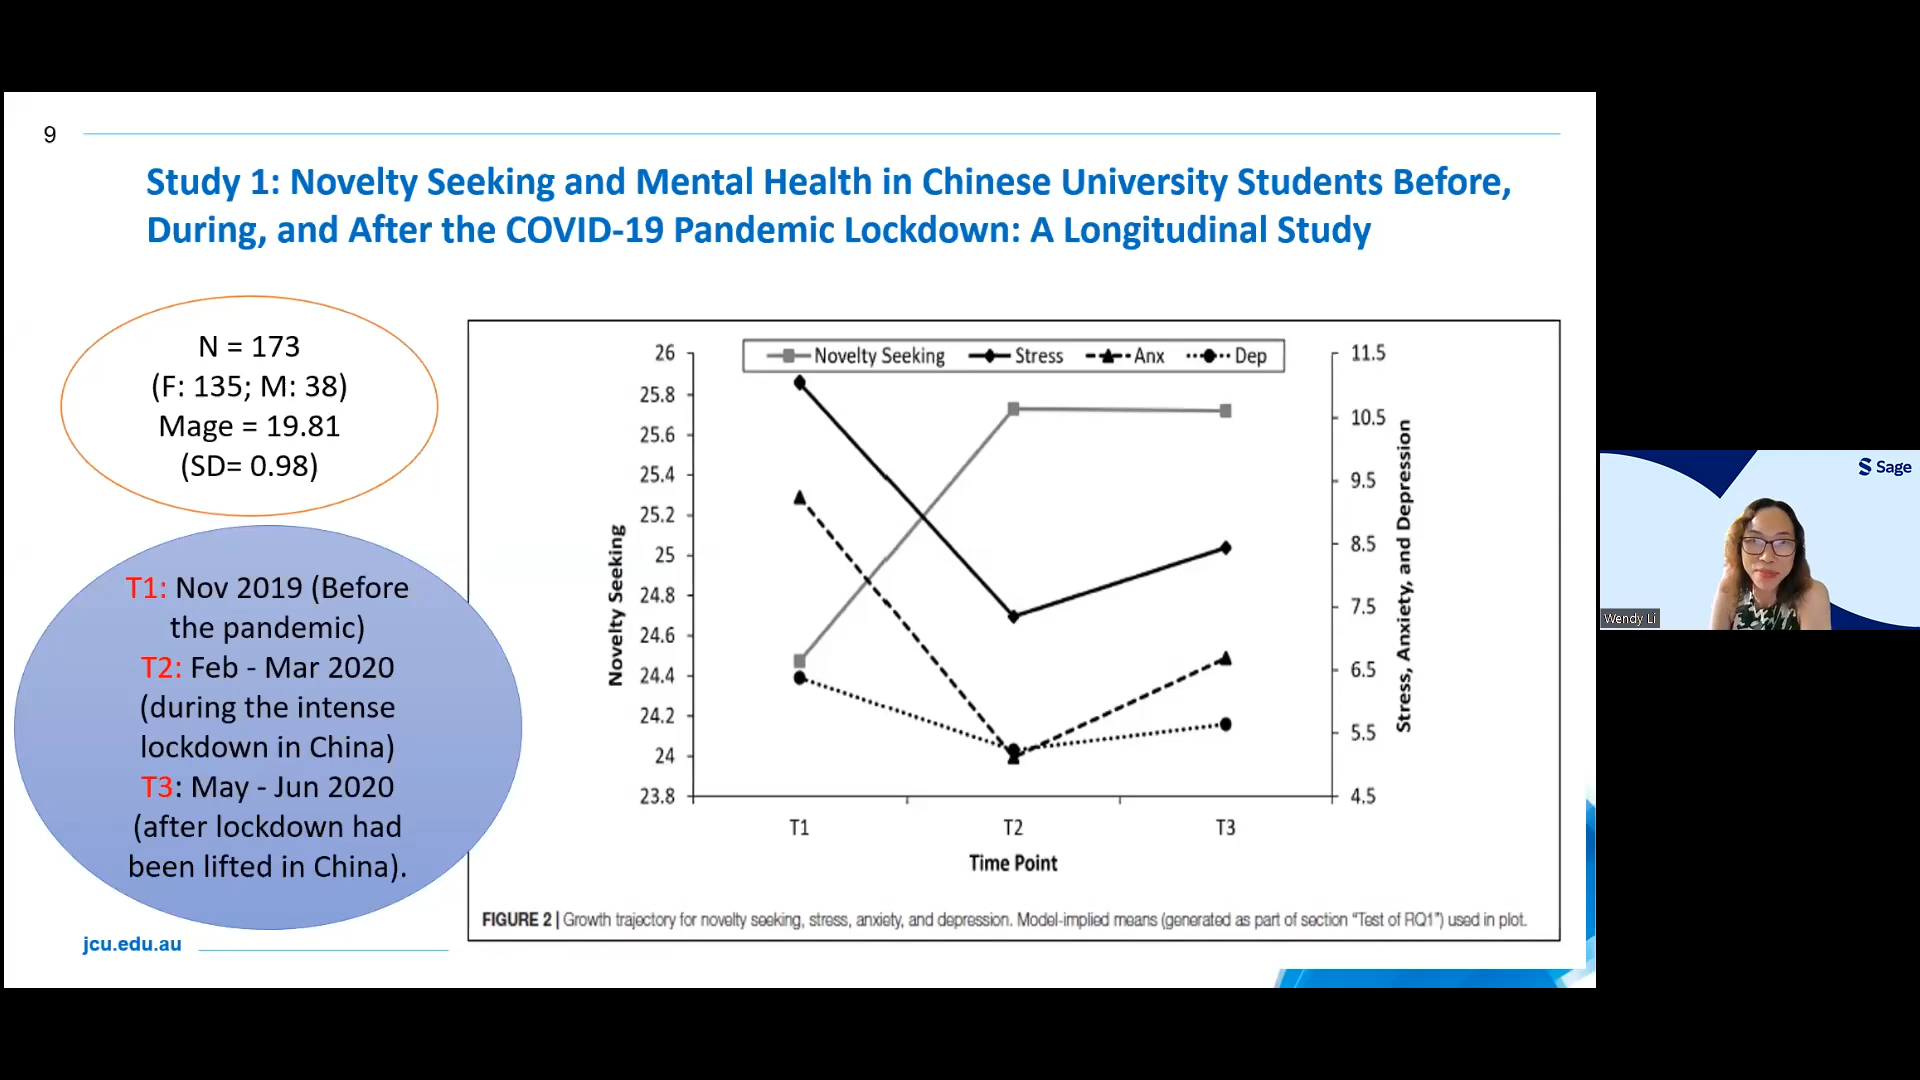 9
Study 1: Novelty Seeking and Mental Health in Chinese University Students Before,
During, and After the COVID-19 Pandemic Lockdown: A Longitudinal Study
N = 173
(F: 135; M: 38)
Mage = 19.81
(SD= 0.98)
T1: Nov 2019 (Before
the pandemic)
T2: Feb - Mar 2020
(during the intense
lockdown in China)
T3: May - Jun 2020
(after lockdown had
been lifted in China).
jcu.edu.au
Novelty Seeking Stress Anx Dep
Novelty Seeking
26
25.8
25.6
25.4
25.2
25
24.8
24.6
24.4
24.2
24
23.8
11.5
10.5
9.5
8.5
7.5
6.5
5.5
4.5
Stress, Anxiety, and Depression
T1 T2 T3
Time Point
FIGURE 2 | Growth trajectory for novelty seeking, stress, anxiety, and depression. Model-implied means (generated as part of section “Test of RQ1”) used in plot.
Sage
Wendy Li